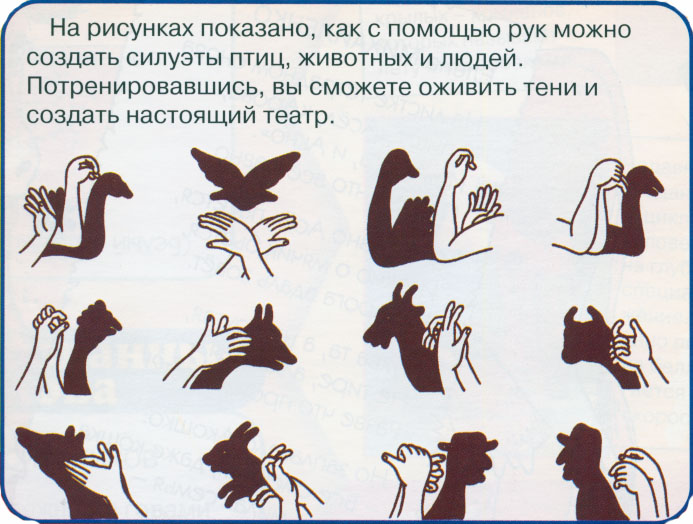 На рисунках показано, как с помощью рук можно
создать силуэты птиц, животных и людей.
Потренировавшись, вы сможете оживить тени и
создать настоящий театр.